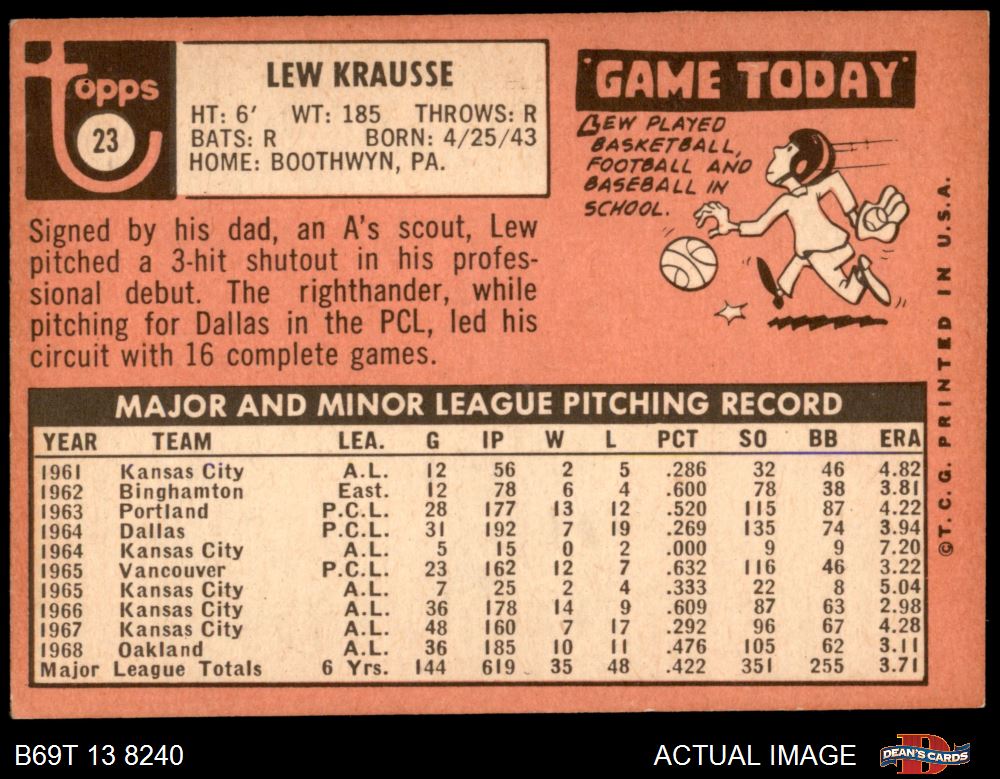 topps
23
LEW KRAUSSE
HT: 6' WT: 185 THROWS: R
BATS: R BORN: 4/25/43
HOME: BOOTHWYN, PA.
"GAME TODAY"
LEW PLAYED
BASKETBALL,
FOOTBALL AND
BASEBALL IN
SCHOOL.
Signed by his dad, an A's scout, Lew
pitched a 3-hit shutout in his profes-
sional debut. The righthander, while
pitching for Dallas in the PCL, led his
circuit with 16 complete games.
MAJOR AND MINOR LEAGUE PITCHING RECORD
YEAR TEAM LEA. G IP W L PCT SO BB ERA
1961 Kansas City A.L. 12 56 2 5 .286 32 46 4.82
1962 Binghamton East. 12 78 6 4 .600 78 38 3.81
1963 Portland P.C.L. 28 177 13 12 .520 115 87 4.22
1964 Dallas P.C.L. 31 192 7 19 .269 135 74 3.94
1964 Kansas City A.L. 5 15 0 2 .000 9 9 7.20
1965 Vancouver P.C.L. 23 162 12 7 .632 116 46 3.22
1965 Kansas City A.L. 7 25 2 4 .333 22 8 5.04
1966 Kansas City A.L. 36 178 14 9 .609 87 63 2.98
1967 Kansas City A.L. 48 160 7 17 .292 96 67 4.28
1968 Oakland A.L. 36 185 10 11 .476 105 62 3.11
Major League Totals 6 Yrs. 144 619 35 48 .422 351 255 3.71
©T.C.G. PRINTED IN U.S.A.
B69T 13 8240
ACTUAL IMAGE
DEAN'S CARDS